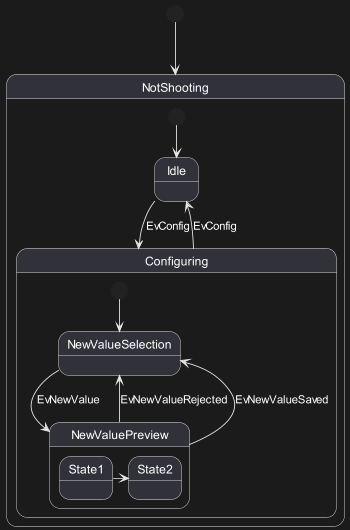 NotShooting
Idle
EvConfig EvConfig
Configuring
NewValueSelection
EvNewValue EvNewValueRejected EvNewValueSaved
NewValuePreview
State1 State2